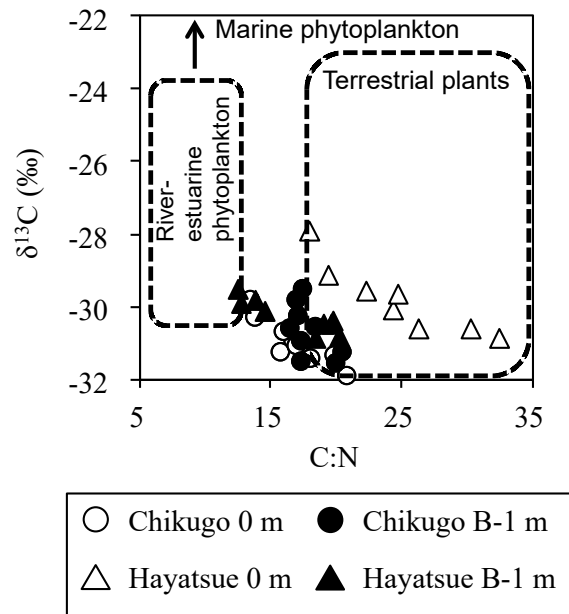 -22
-24
-26
-28
-30
-32
δ¹³C (‰)
Marine phytoplankton
Terrestrial plants
River-
estuarine
phytoplankton
5 15 25 35
C:N
Chikugo 0 m Chikugo B-1 m
Hayatsue 0 m Hayatsue B-1 m